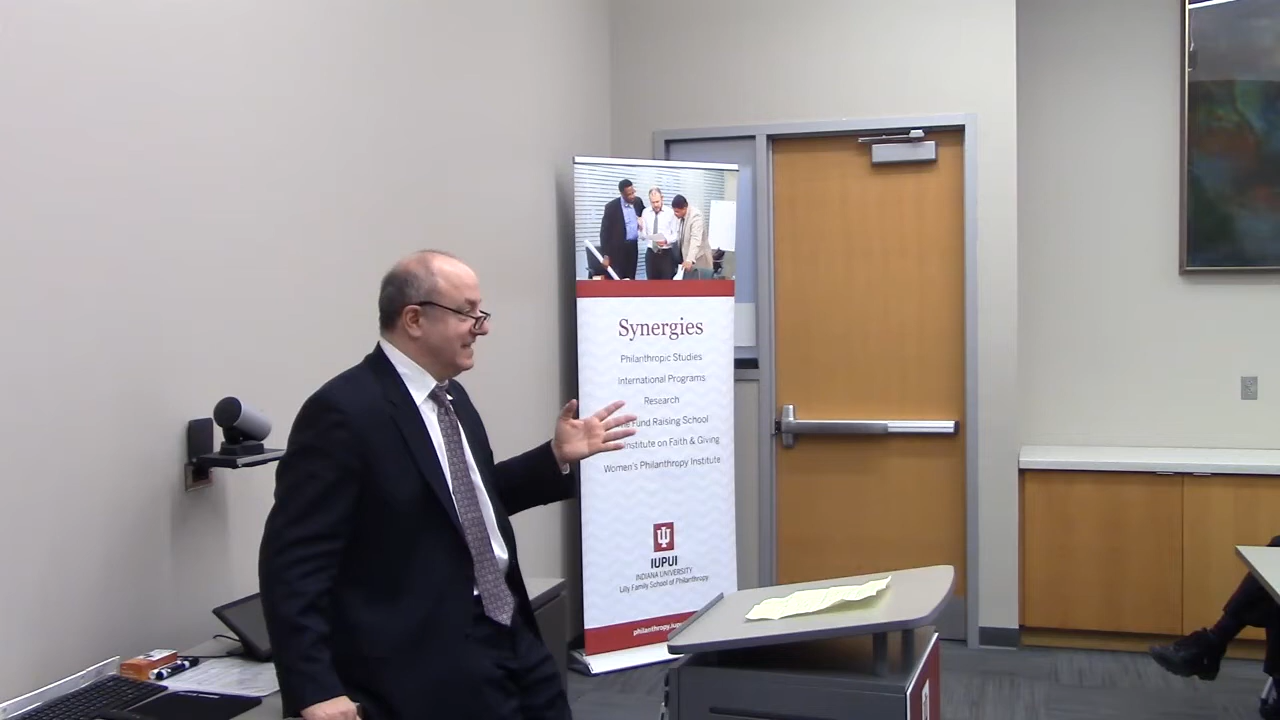 Synergies
Philanthropic Studies
International Programs
Research
Fund Raising School
Institute on Faith & Giving
Women's Philanthropy Institute
IUPUI
INDIANA UNIVERSITY
Lilly Family School of Philanthropy
philanthropy.iup